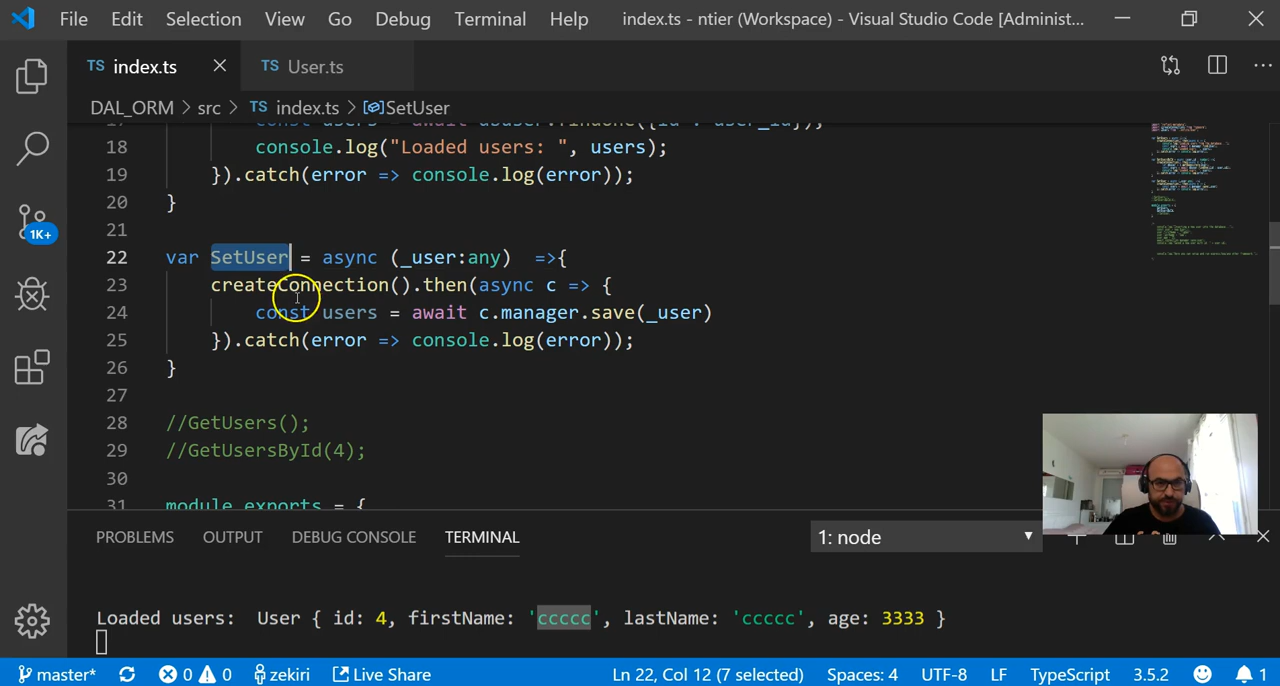 File Edit Selection View Go Debug Terminal Help index.ts - ntier (Workspace) - Visual Studio Code [Administ...
TS index.ts TS User.ts
DAL_ORM > src > TS index.ts > SetUser
18 console.log("Loaded users: ", users);
19 }).catch(error => console.log(error));
20 }
21
22 var SetUser = async (_user:any) =>{
23 createConnection().then(async c => {
24 const users = await c.manager.save(_user)
25 }).catch(error => console.log(error));
26 }
27
28 //GetUsers();
29 //GetUsersById(4);
30
31 module.exports = {
1K+
PROBLEMS OUTPUT DEBUG CONSOLE TERMINAL 1: node
Loaded users: User { id: 4, firstName: 'ccccc', lastName: 'ccccc', age: 3333 }
master* 0 0 zekiri Live Share Ln 22, Col 12 (7 selected) Spaces: 4 UTF-8 LF TypeScript 3.5.2 1